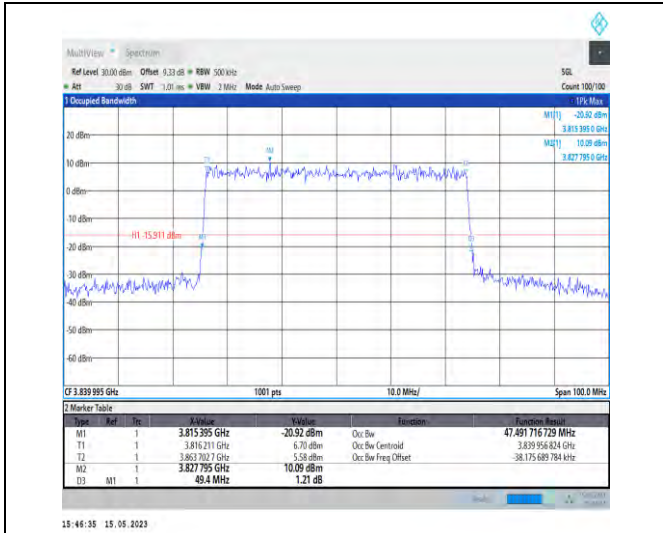 MultiView Spectrum
Ref Level 30.00 dBm Offset 9.33 dB RBW 500 kHz SGL
Att 30 dB SWT 1.01 ms VBW 2 MHz Mode Auto Sweep Count 100/100
1 Occupied Bandwidth 1Pk Max
M1[1] -20.92 dBm
3.815 395 0 GHz
M2[1] 10.09 dBm
3.827 795 0 GHz
20 dBm
10 dBm
0 dBm
-10 dBm
H1 -15.911 dBm
-20 dBm
-30 dBm
-40 dBm
-50 dBm
-60 dBm
M2
T1
M1
CF 3.839 995 GHz 1001 pts 10.0 MHz/ Span 100.0 MHz
2 Marker Table
Type Ref Trc X-Value Y-Value Function Function Result
M1 1 3.815 395 GHz -20.92 dBm Occ Bw 47.491 716 729 MHz
T1 1 3.816 211 GHz 6.70 dBm Occ Bw Centroid 3.839 956 824 GHz
T2 1 3.863 702 7 GHz 5.58 dBm Occ Bw Freq Offset -38.175 689 784 kHz
M2 1 3.827 795 GHz 10.09 dBm
D3 M1 1 49.4 MHz 1.21 dB
15:46:35 15.05.2023